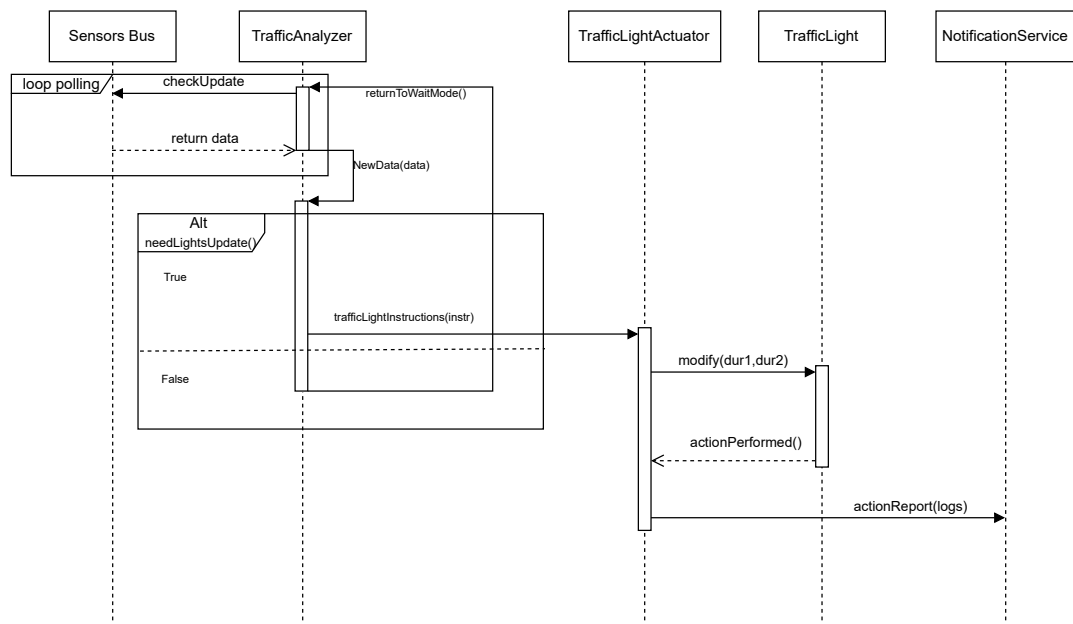 Sensors Bus
TrafficAnalyzer
TrafficLightActuator
TrafficLight
NotificationService
loop polling
checkUpdate
returnToWaitMode()
return data
NewData(data)
Alt
needLightsUpdate()
True
trafficLightInstructions(instr)
modify(dur1,dur2)
False
actionPerformed()
actionReport(logs)